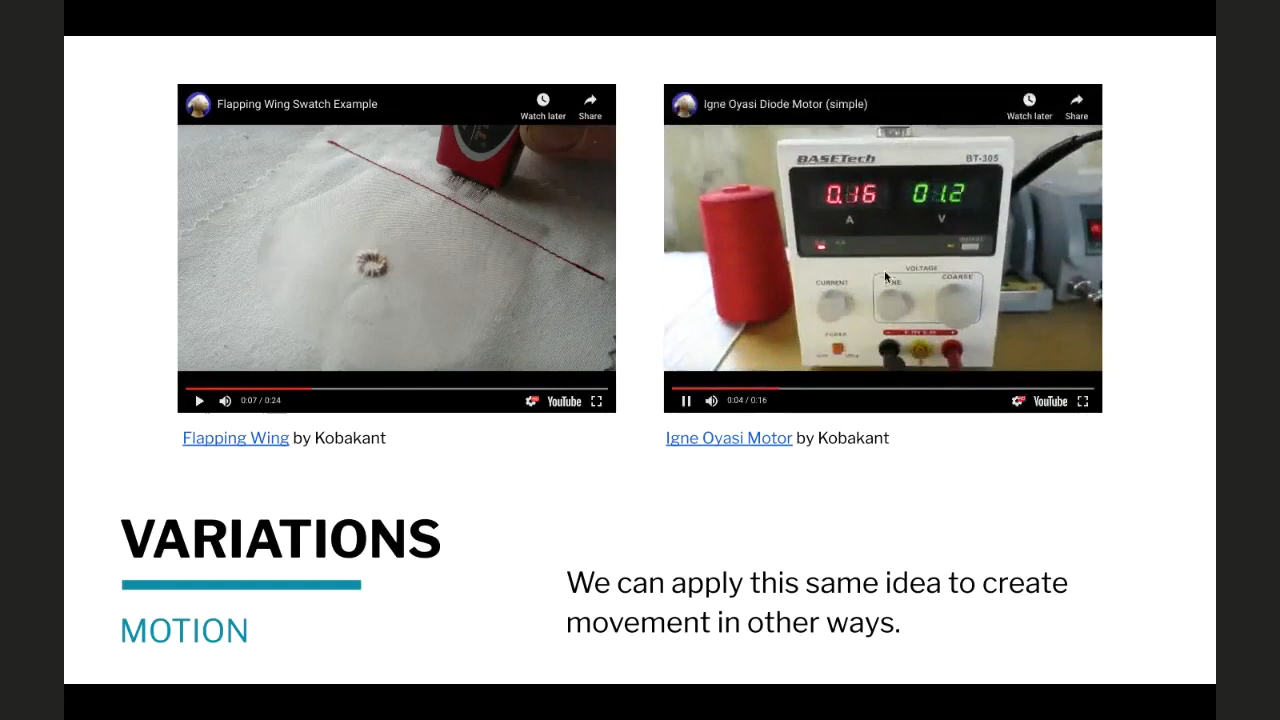 Flapping Wing Swatch Example
Watch later
Share
0:07 / 0:24
YouTube
Flapping Wing by Kobakant
Igne Oyasi Diode Motor (simple)
Watch later
Share
BASETech
BT-305
0.16
01.2
A
V
VOLTAGE
CURRENT
COARSE
POWER
0:04 / 0:16
YouTube
Igne Oyasi Motor by Kobakant
VARIATIONS
MOTION
We can apply this same idea to create
movement in other ways.